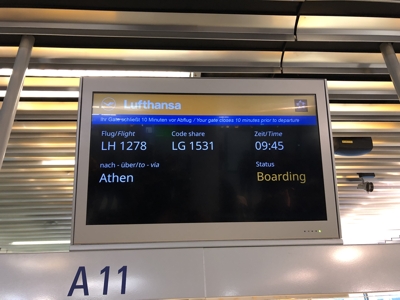 Lufthansa
Ihr Gate schließt 10 Minuten vor Abflug / Your gate closes 10 minutes prior to departure
Flug/Flight Code share Zeit/Time
LH 1278 LG 1531 09:45
nach - über/to - via Status
Athen Boarding
A11